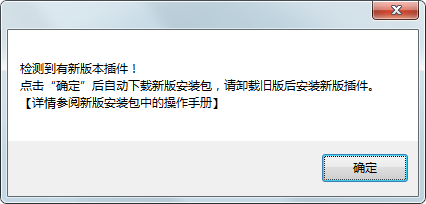 检测到有新版本插件！
点击“确定”后自动下载新版安装包，请卸载旧版后安装新版插件。
【详情参阅新版安装包中的操作手册】
确定